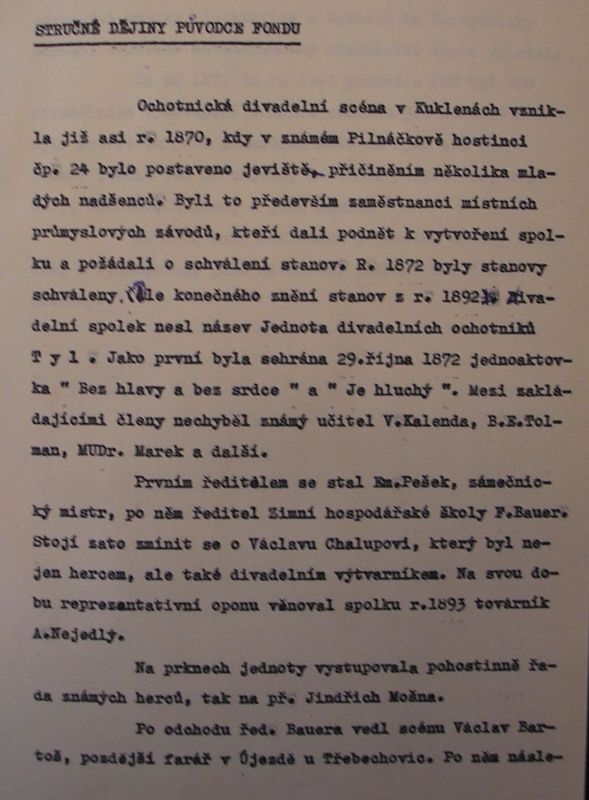 STRUČNÉ DĚJINY PŮVODCE FONDU
Ochotnická divadelní scéna v Kuklenách vznik-
la již asi r. 1870, kdy v známém Pilnáčkově hostinci
čp. 24 bylo postaveno jeviště, přičiněním několika mla-
dých nadšenců. Byli to především zaměstnanci místních
průmyslových závodů, kteří dali podnět k vytvoření spol-
ku a požádali o schválení stanov. R. 1872 byly stanovy
schváleny. (Dle konečného znění stanov z r. 1892). Diva-
delní spolek nesl název Jednota divadelních ochotníků
T y l . Jako první byla sehrána 29.října 1872 jednoaktov-
ka " Bez hlavy a bez srdce " a " Je hluchý ". Mezi zaklá-
dajícími členy nechyběl známý učitel V.Kalenda, B.E.Tol-
man, MUDr. Marek a další.
Prvním ředitelem se stal Em.Pešek, zámečnic-
ký mistr, po něm ředitel Zimní hospodářské školy F.Bauer.
Stojí zato zmínit se o Václavu Chalupovi, který byl ne-
jen hercem, ale také divadelním výtvarníkem. Na svou do-
bu reprezantativní oponu věnoval spolku r.1893 továrník
A.Nejedlý.
Na prknech jednoty vystupovala pohostinně řa-
da známých herců, tak na př. Jindřich Mošna.
Po odchodu řed. Bauera vedl scénu Václav Bar-
toš, pozdější farář v Újezdě u Třebechovic. Po něm násle-